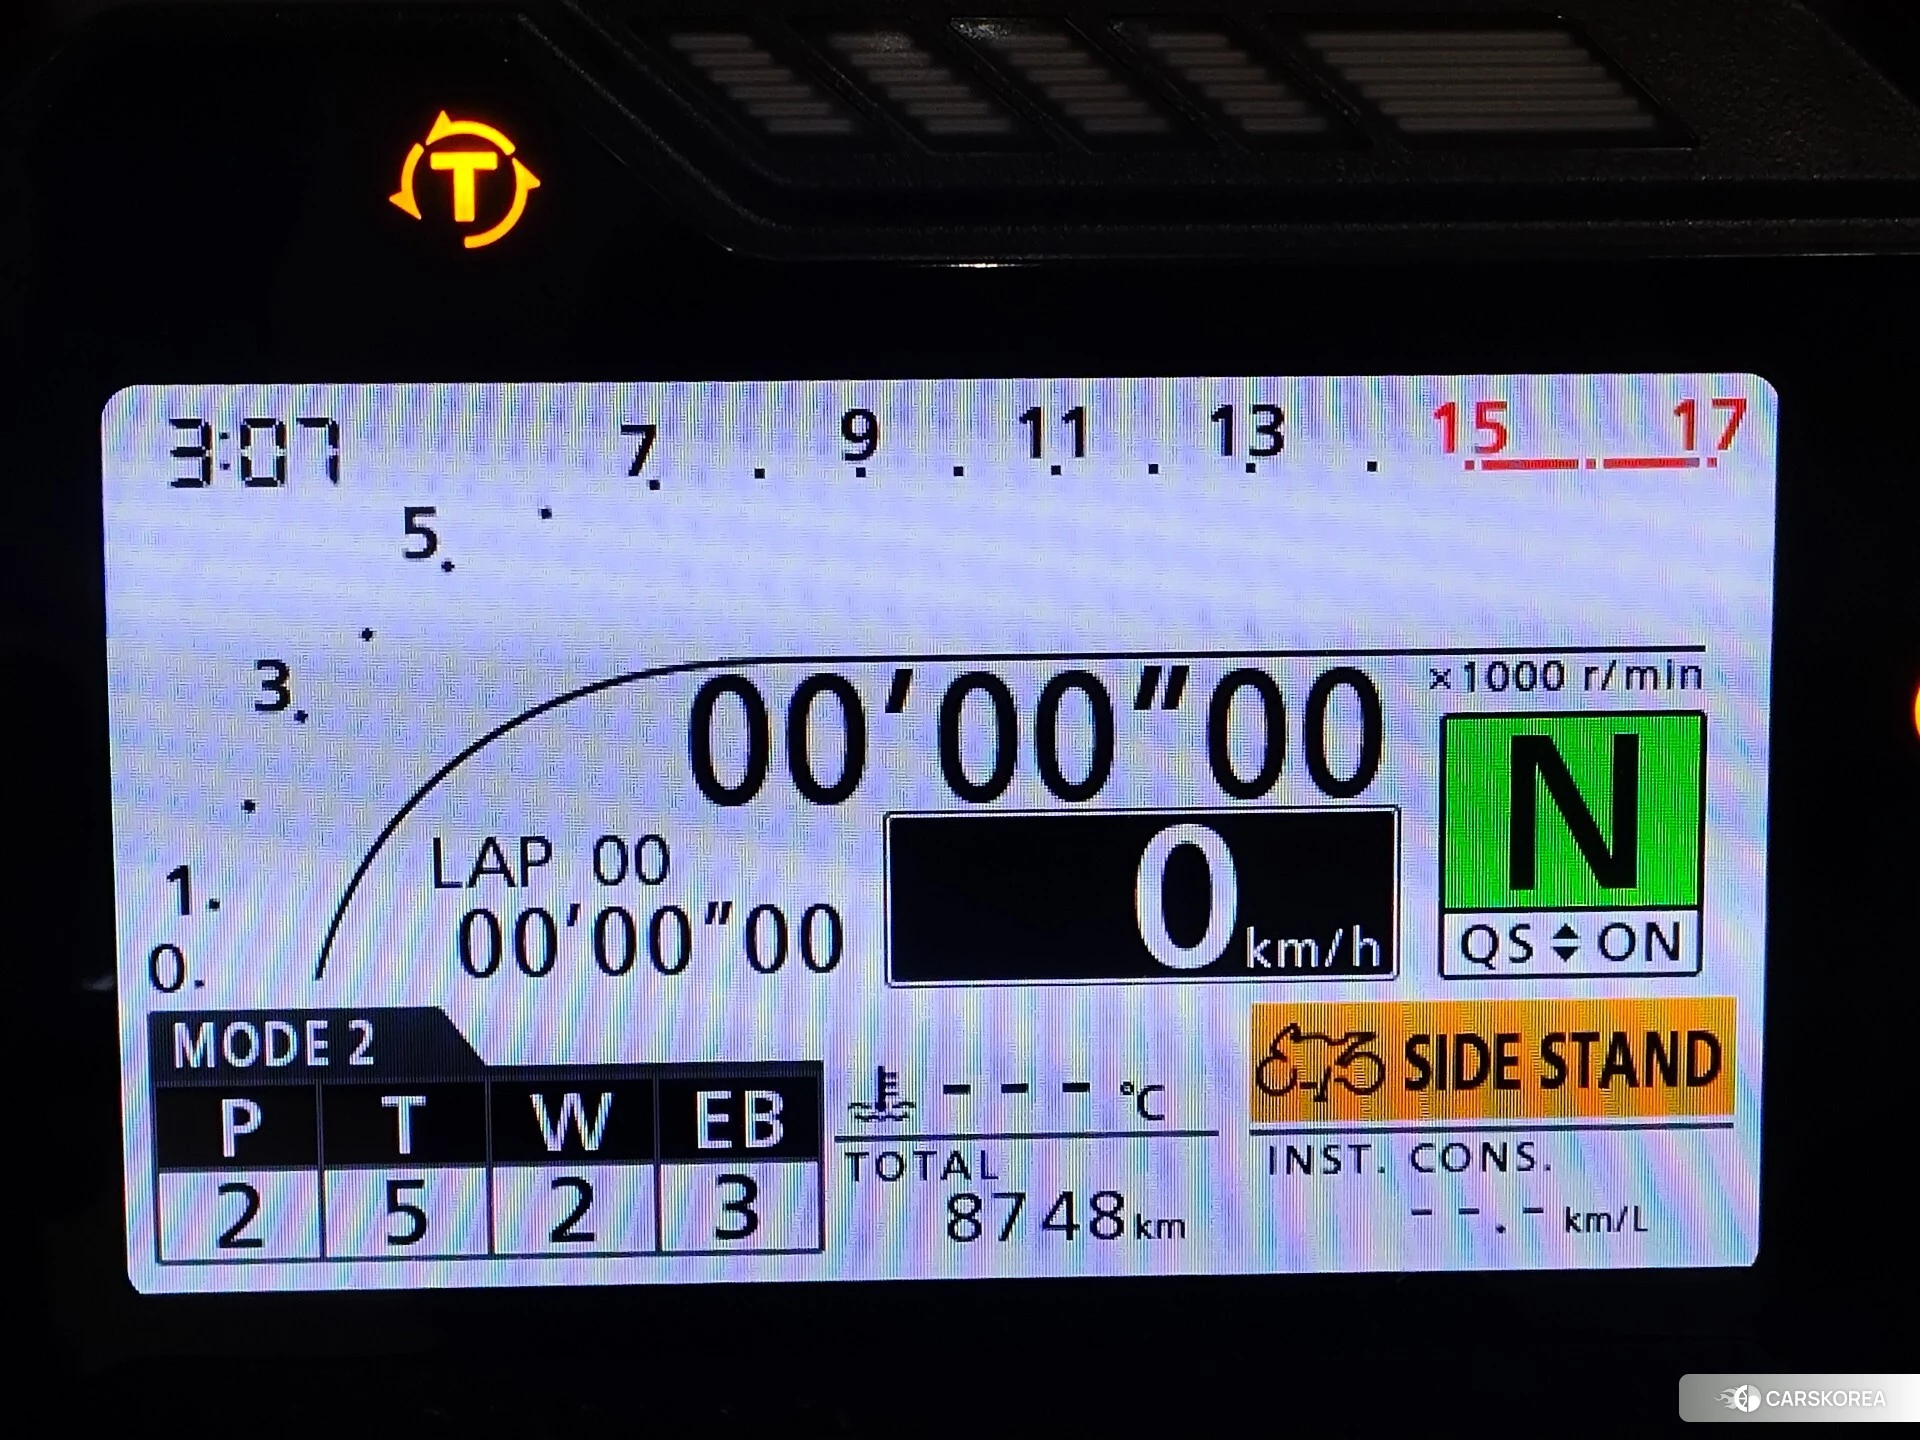 T
3:07
7
9
11
13
15
17
5
3
1
0
00'00"00
×1000 r/min
N
LAP 00
00'00"00
0 km/h
QS ON
MODE 2
P T W EB
2 5 2 3
--- °C
SIDE STAND
TOTAL
8748 km
INST. CONS.
--.- km/L
CARSKOREA